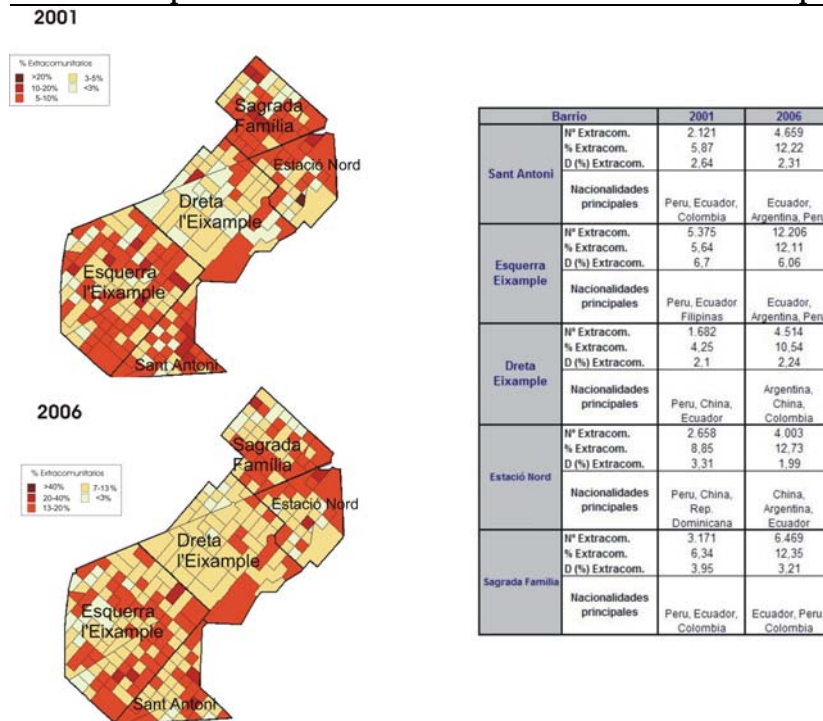 2001
% Extracomunitarios
>20%
10-20%
5-10%
3-5%
<3%
Sagrada
Família
Estació Nord
Dreta
l'Eixample
Esquerra
l'Eixample
Sant Antoni
2006
% Extracomunitarios
>40%
20-40%
13-20%
7-13%
<3%
Sagrada
Família
Estació Nord
Dreta
l'Eixample
Esquerra
l'Eixample
Sant Antoni
Barrio 2001 2006
Sant Antoni
Nº Extracom. 2.121 4.659
% Extracom. 5,87 12,22
D (%) Extracom. 2,64 2,31
Nacionalidades
principales
Peru, Ecuador,
Colombia
Ecuador,
Argentina, Peru
Esquerra
Eixample
Nº Extracom. 5.375 12.206
% Extracom. 5,64 12,11
D (%) Extracom. 6,7 6,06
Nacionalidades
principales
Peru, Ecuador
Filipinas
Ecuador,
Argentina, Peru
Dreta
Eixample
Nº Extracom. 1.682 4.514
% Extracom. 4,25 10,54
D (%) Extracom. 2,1 2,24
Nacionalidades
principales
Peru, China,
Ecuador
Argentina,
China,
Colombia
Estació Nord
Nº Extracom. 2.658 4.003
% Extracom. 8,85 12,73
D (%) Extracom. 3,31 1,99
Nacionalidades
principales
Peru, China,
Rep.
Dominicana
China,
Argentina,
Ecuador
Sagrada Familia
Nº Extracom. 3.171 6.469
% Extracom. 6,34 12,35
D (%) Extracom. 3,95 3,21
Nacionalidades
principales
Peru, Ecuador,
Colombia
Ecuador, Peru
Colombia